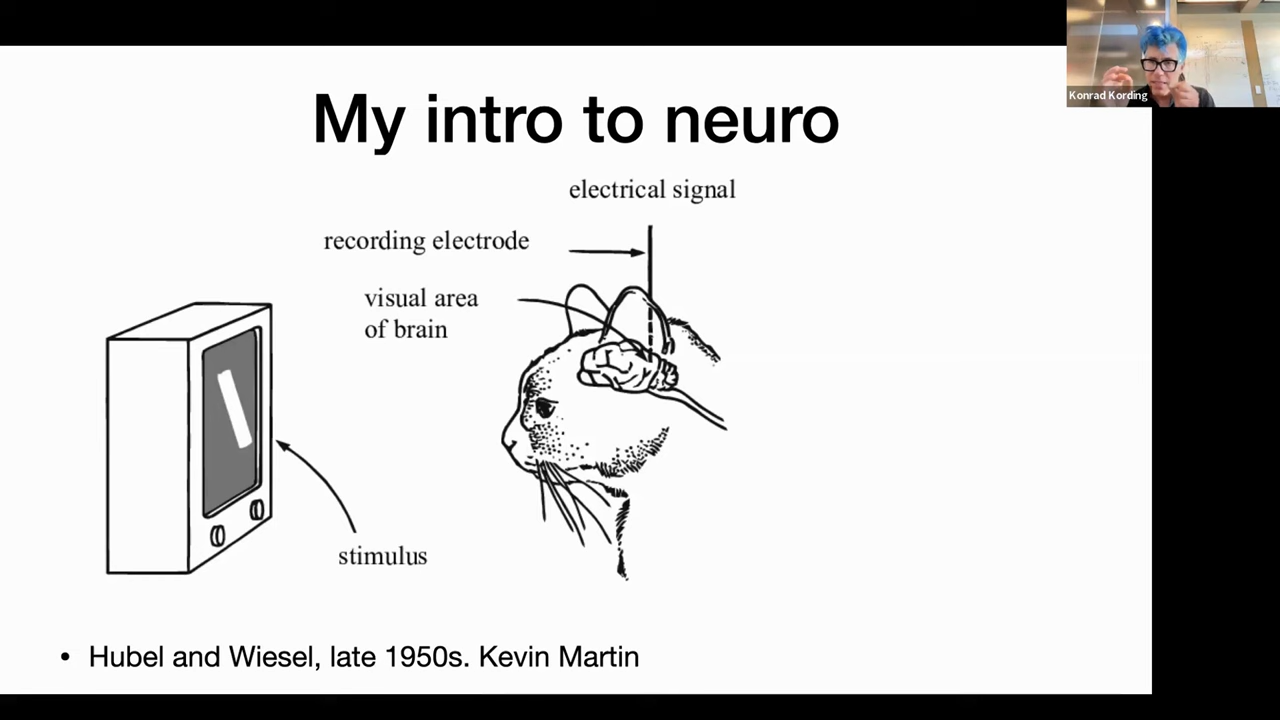 Konrad Kording
My intro to neuro
electrical signal
recording electrode
visual area
of brain
stimulus
• Hubel and Wiesel, late 1950s. Kevin Martin